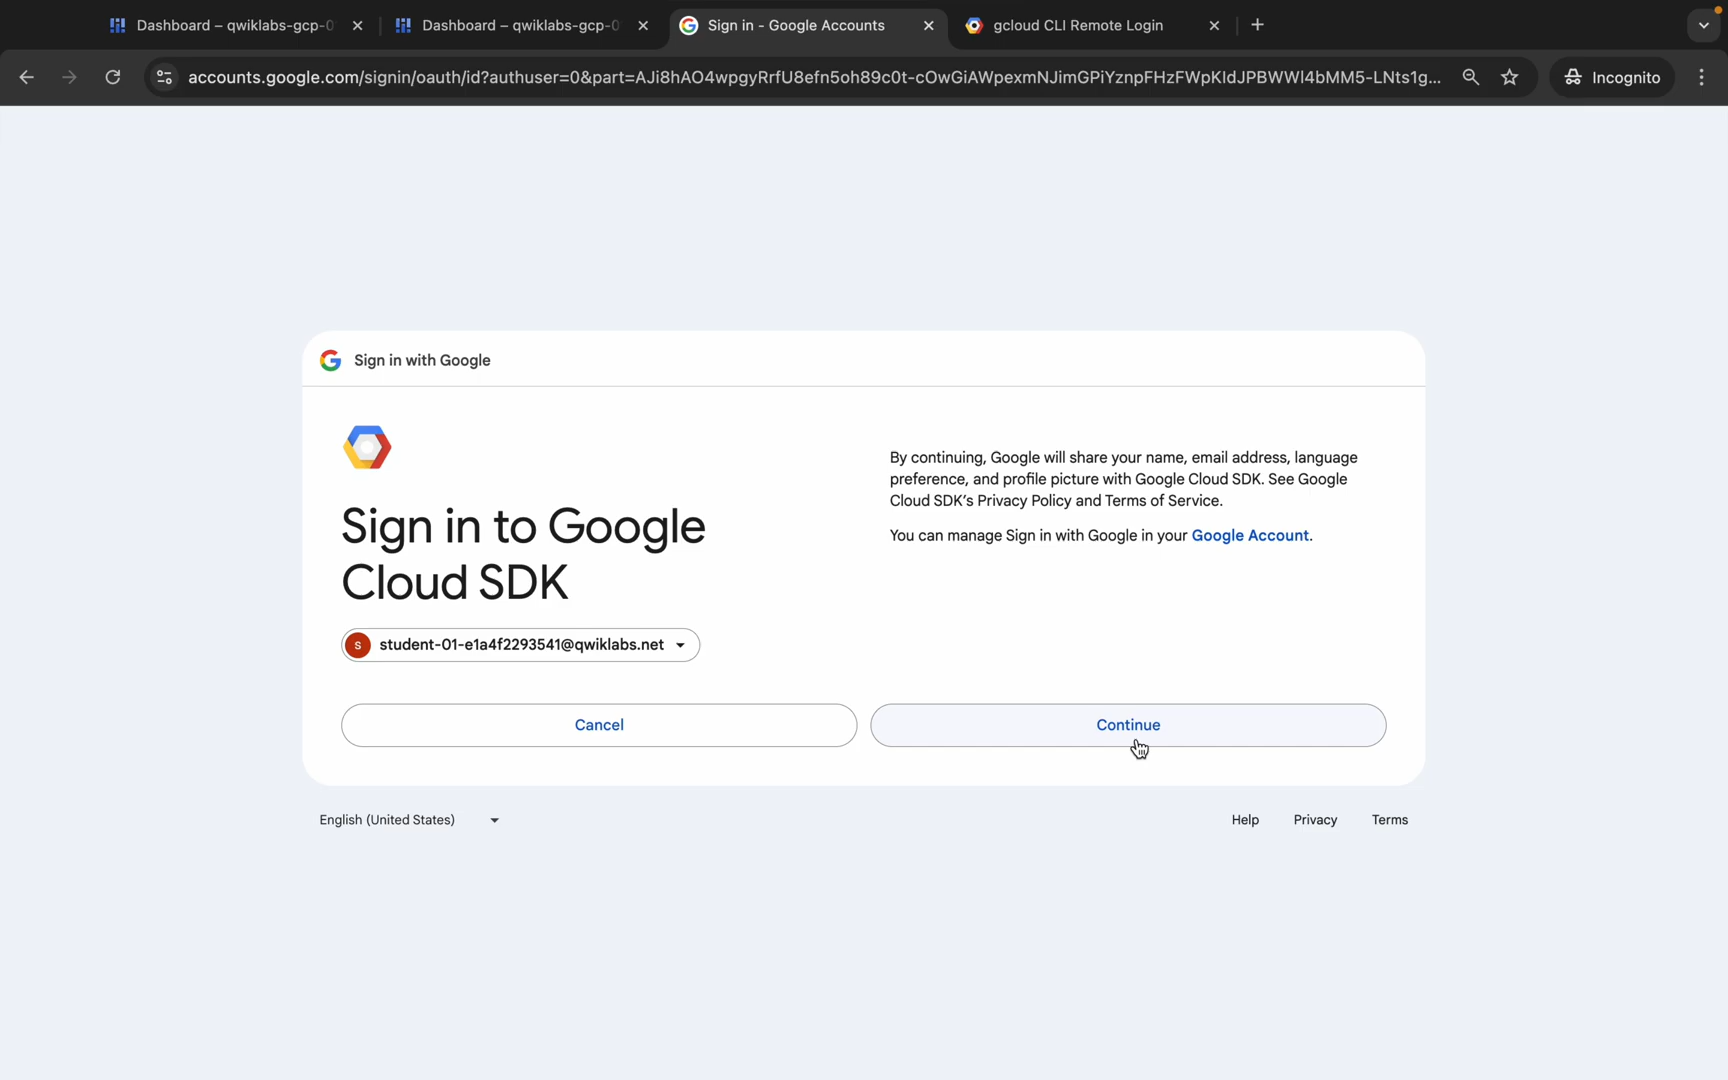 Dashboard – qwiklabs-gcp-0
Dashboard – qwiklabs-gcp-0
Sign in - Google Accounts
gcloud CLI Remote Login
accounts.google.com/signin/oauth/id?authuser=0&part=AJi8hAO4wpgyRrfU8efn5oh89c0t-cOwGiAWpexmNJimGPiYznpFHzFWpKldJPBWWl4bMM5-LNts1g...
Incognito
Sign in with Google
Sign in to Google
Cloud SDK
s
student-01-e1a4f2293541@qwiklabs.net
By continuing, Google will share your name, email address, language
preference, and profile picture with Google Cloud SDK. See Google
Cloud SDK's Privacy Policy and Terms of Service.
You can manage Sign in with Google in your Google Account.
Cancel
Continue
English (United States)
Help
Privacy
Terms